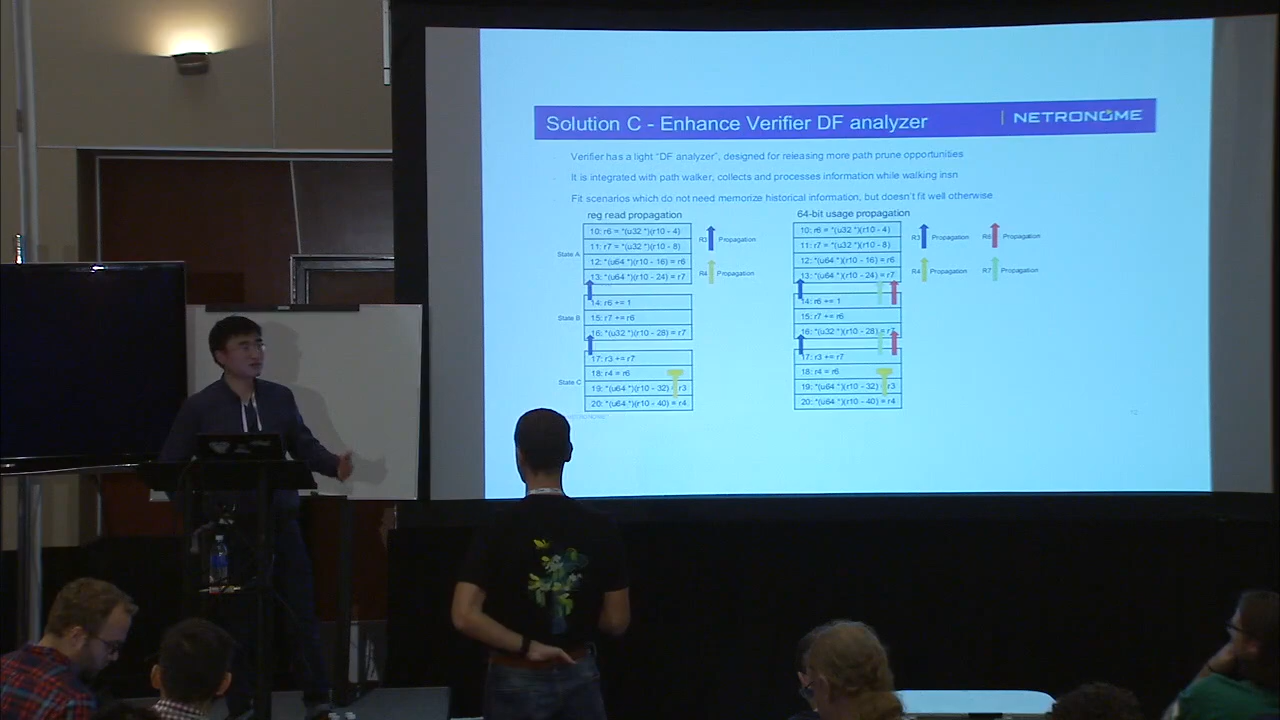 Solution C - Enhance Verifier DF analyzer
NETRONOME
Verifier has a light "DF analyzer", designed for releasing more path prune opportunities
It is integrated with path walker, collects and processes information while walking insn
Fit scenarios which do not need memorize historical information, but doesn't fit well otherwise
reg read propagation
State A
10: r6 = *(u32 *)(r10 - 4)
11: r7 = *(u32 *)(r10 - 8)
12: *(u64 *)(r10 - 16) = r6
13: *(u64 *)(r10 - 24) = r7
R3 Propagation
R4 Propagation
State B
14: r6 += 1
15: r7 += r6
16: *(u32 *)(r10 - 28) = r7
State C
17: r3 += r7
18: r4 = r6
19: *(u64 *)(r10 - 32) = r3
20: *(u64 *)(r10 - 40) = r4
64-bit usage propagation
10: r6 = *(u32 *)(r10 - 4)
11: r7 = *(u32 *)(r10 - 8)
12: *(u64 *)(r10 - 16) = r6
13: *(u64 *)(r10 - 24) = r7
R3 Propagation
R6 Propagation
R4 Propagation
R7 Propagation
14: r6 += 1
15: r7 += r6
16: *(u32 *)(r10 - 28) = r7
17: r3 += r7
18: r4 = r6
19: *(u64 *)(r10 - 32) = r3
20: *(u64 *)(r10 - 40) = r4
12